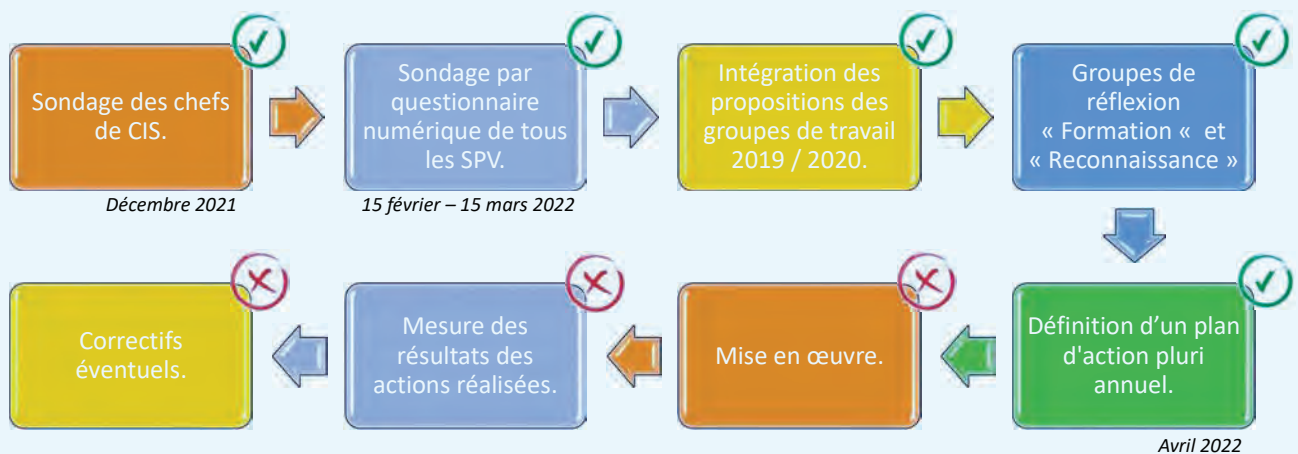 Sondage des chefs
de CIS.
Décembre 2021
Sondage par
questionnaire
numérique de tous
les SPV.
15 février – 15 mars 2022
Intégration des
propositions des
groupes de travail
2019 / 2020.
Groupes de
réflexion
« Formation «  et
« Reconnaissance »
Définition d’un plan
d'action pluri
annuel.
Avril 2022
Mise en œuvre.
Mesure des
résultats des
actions réalisées.
Correctifs
éventuels.